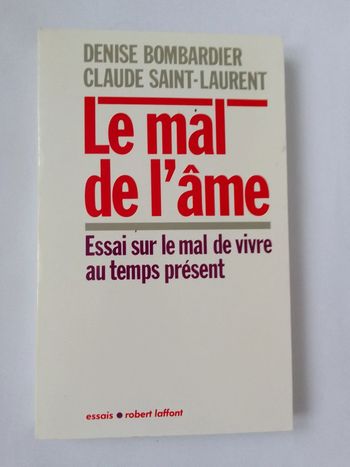 DENISE BOMBARDIER
CLAUDE SAINT-LAURENT
Le mal
de l'âme
Essai sur le mal de vivre
au temps présent
essais • robert laffont